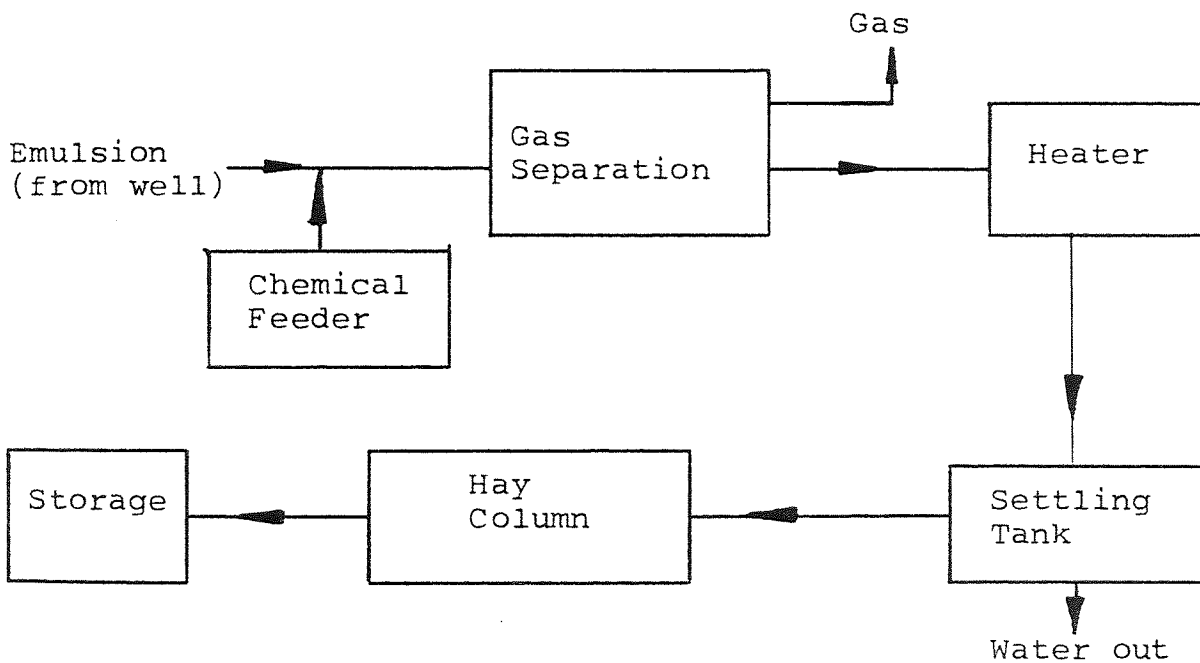 Gas
Emulsion
(from well)
Gas
Separation
Heater
Chemical
Feeder
Storage
Hay
Column
Settling
Tank
Water out